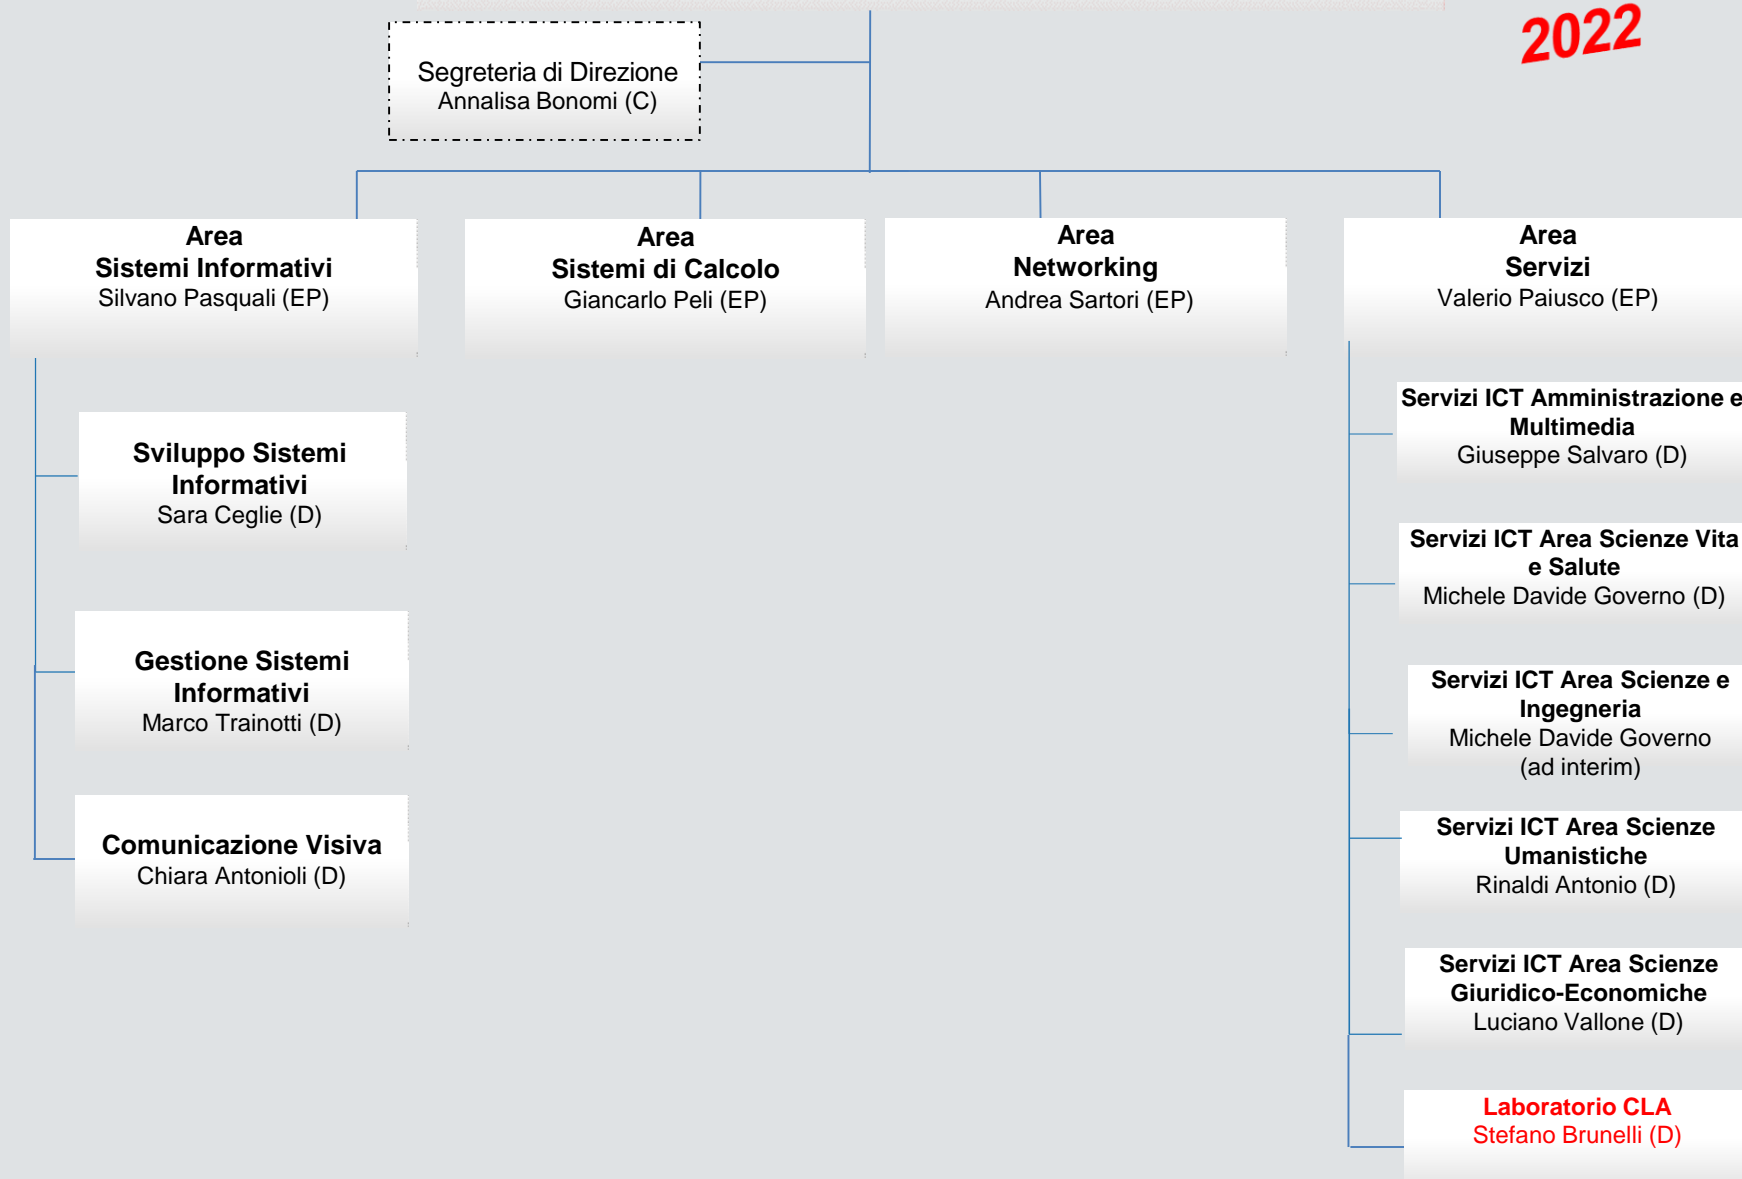 2022
Segreteria di Direzione
Annalisa Bonomi (C)
Area
Sistemi Informativi
Silvano Pasquali (EP)
Area
Sistemi di Calcolo
Giancarlo Peli (EP)
Area
Networking
Andrea Sartori (EP)
Area
Servizi
Valerio Paiusco (EP)
Sviluppo Sistemi
Informativi
Sara Ceglie (D)
Gestione Sistemi
Informativi
Marco Trainotti (D)
Comunicazione Visiva
Chiara Antonioli (D)
Servizi ICT Amministrazione e
Multimedia
Giuseppe Salvaro (D)
Servizi ICT Area Scienze Vita
e Salute
Michele Davide Governo (D)
Servizi ICT Area Scienze e
Ingegneria
Michele Davide Governo
(ad interim)
Servizi ICT Area Scienze
Umanistiche
Rinaldi Antonio (D)
Servizi ICT Area Scienze
Giuridico-Economiche
Luciano Vallone (D)
Laboratorio CLA
Stefano Brunelli (D)